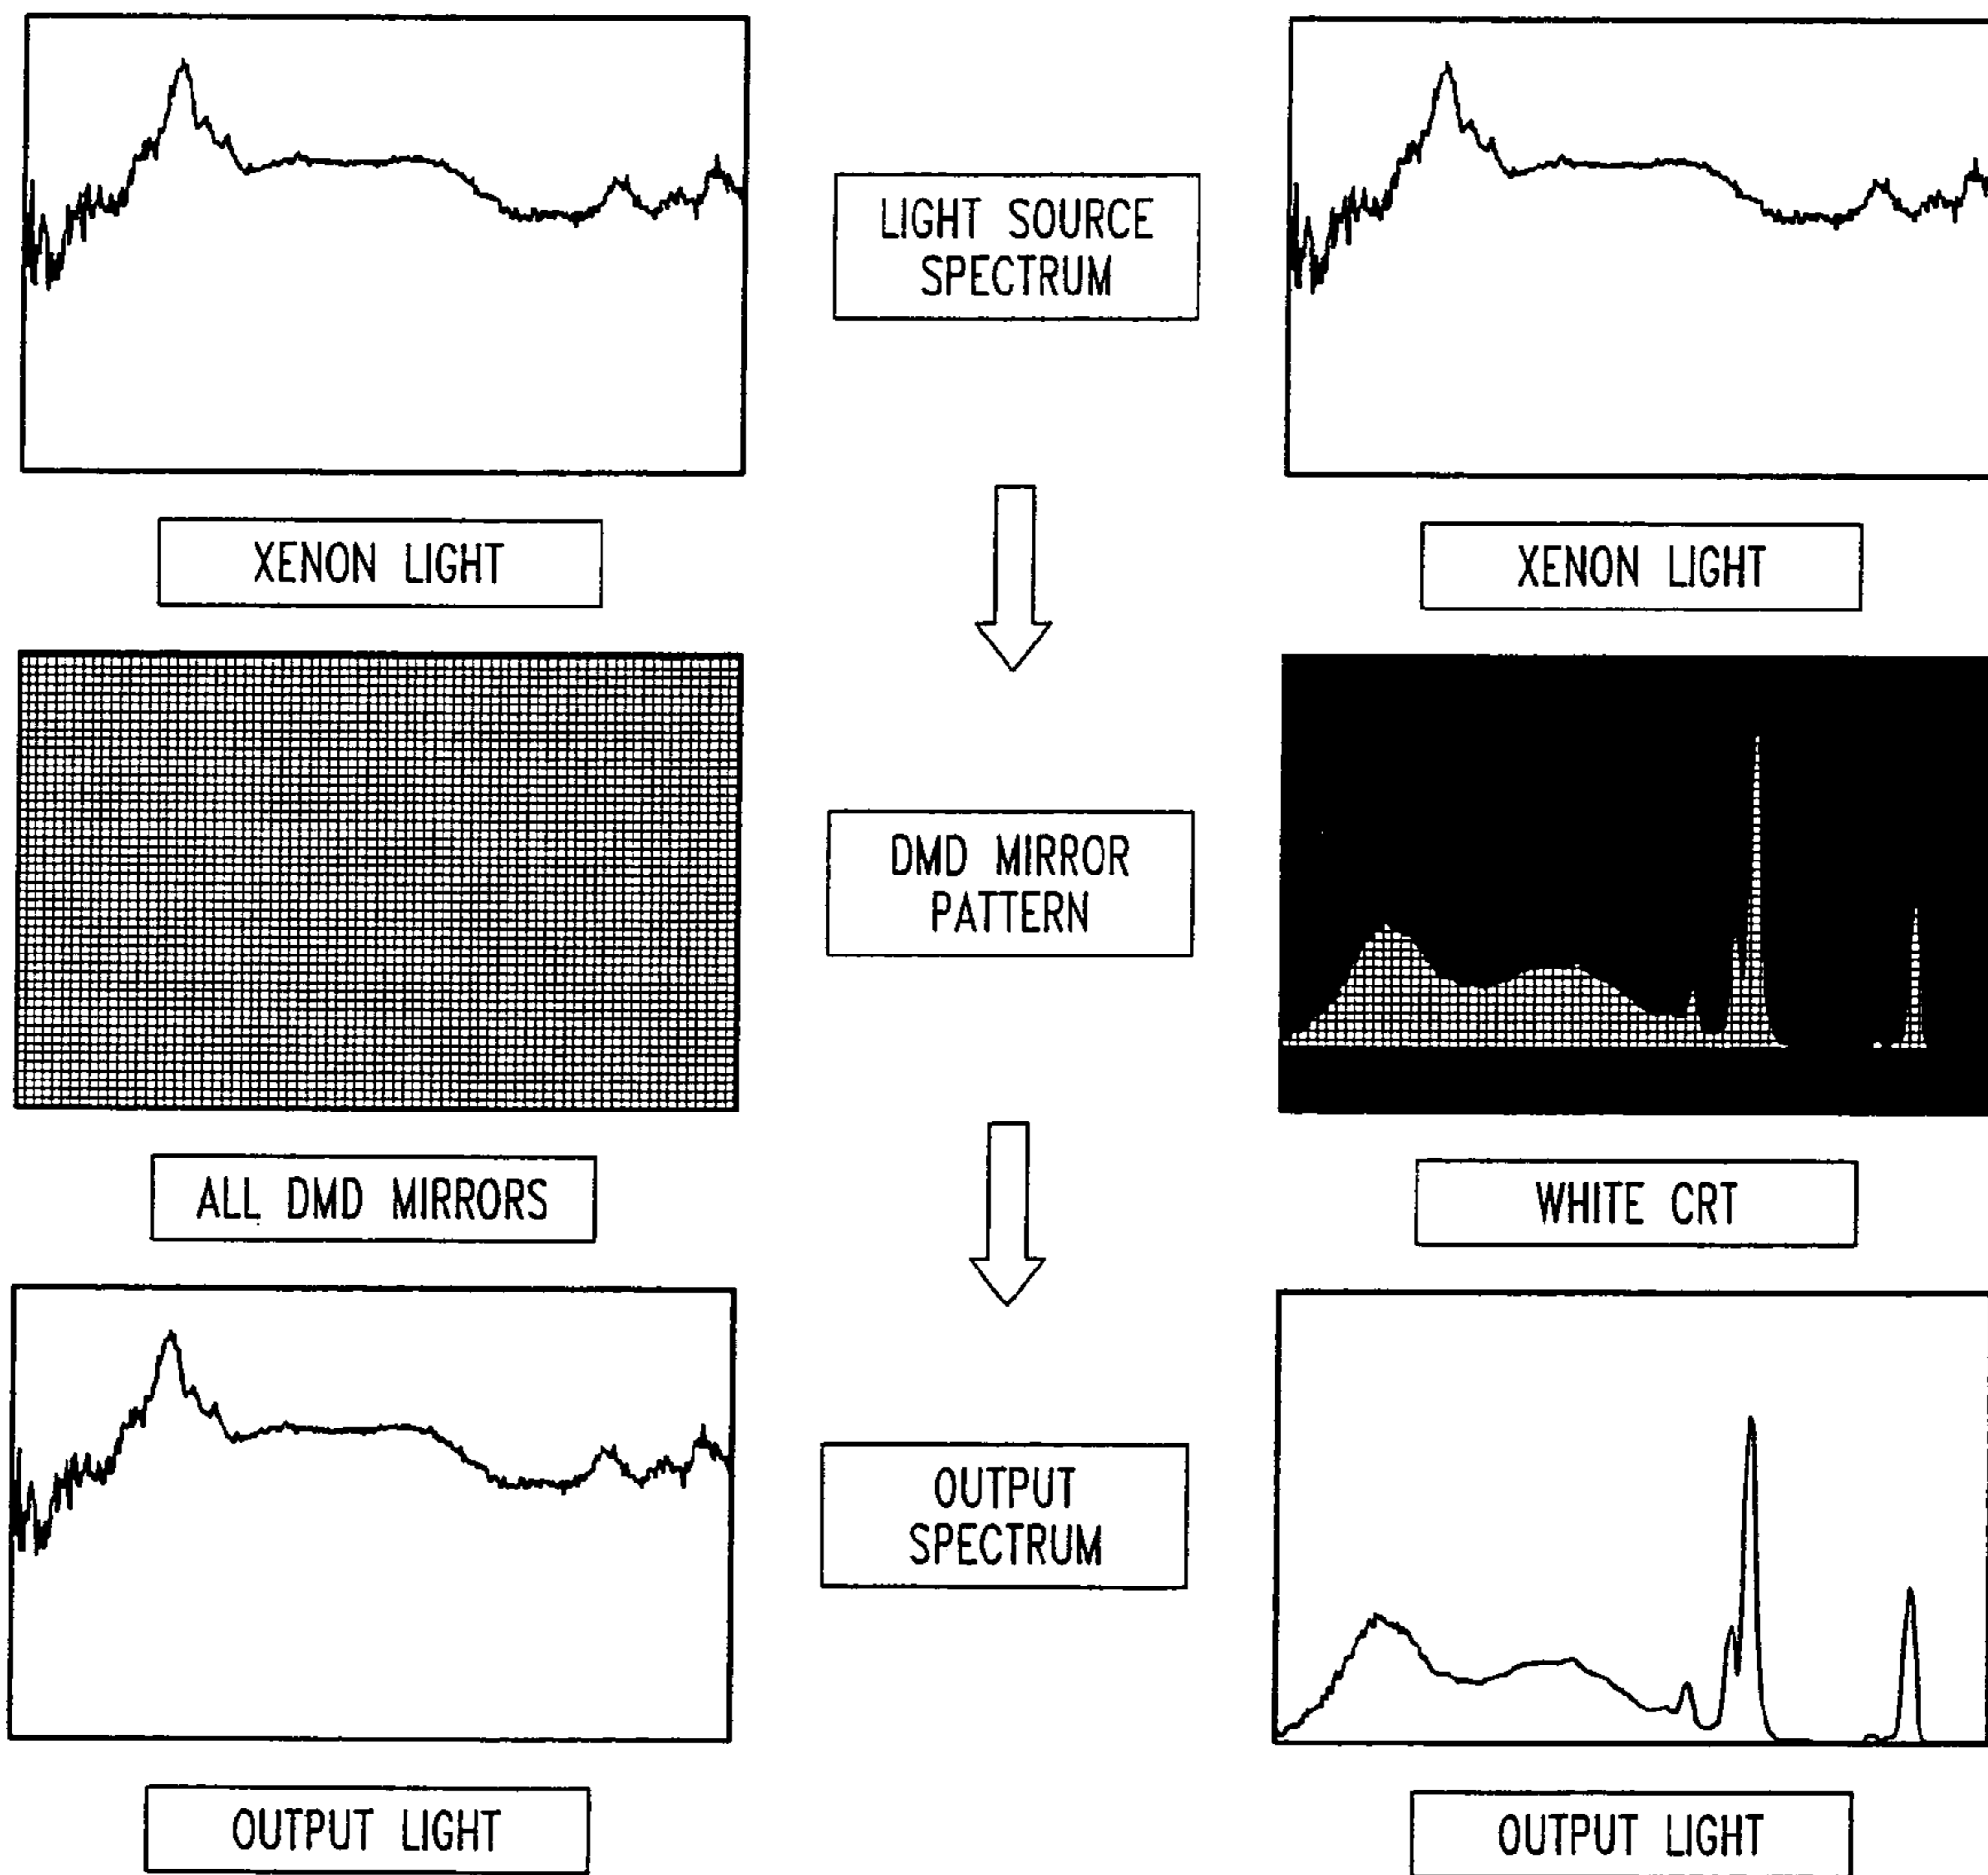 LIGHT SOURCE
SPECTRUM
XENON LIGHT
XENON LIGHT
DMD MIRROR
PATTERN
ALL DMD MIRRORS
WHITE CRT
OUTPUT
SPECTRUM
OUTPUT LIGHT
OUTPUT LIGHT